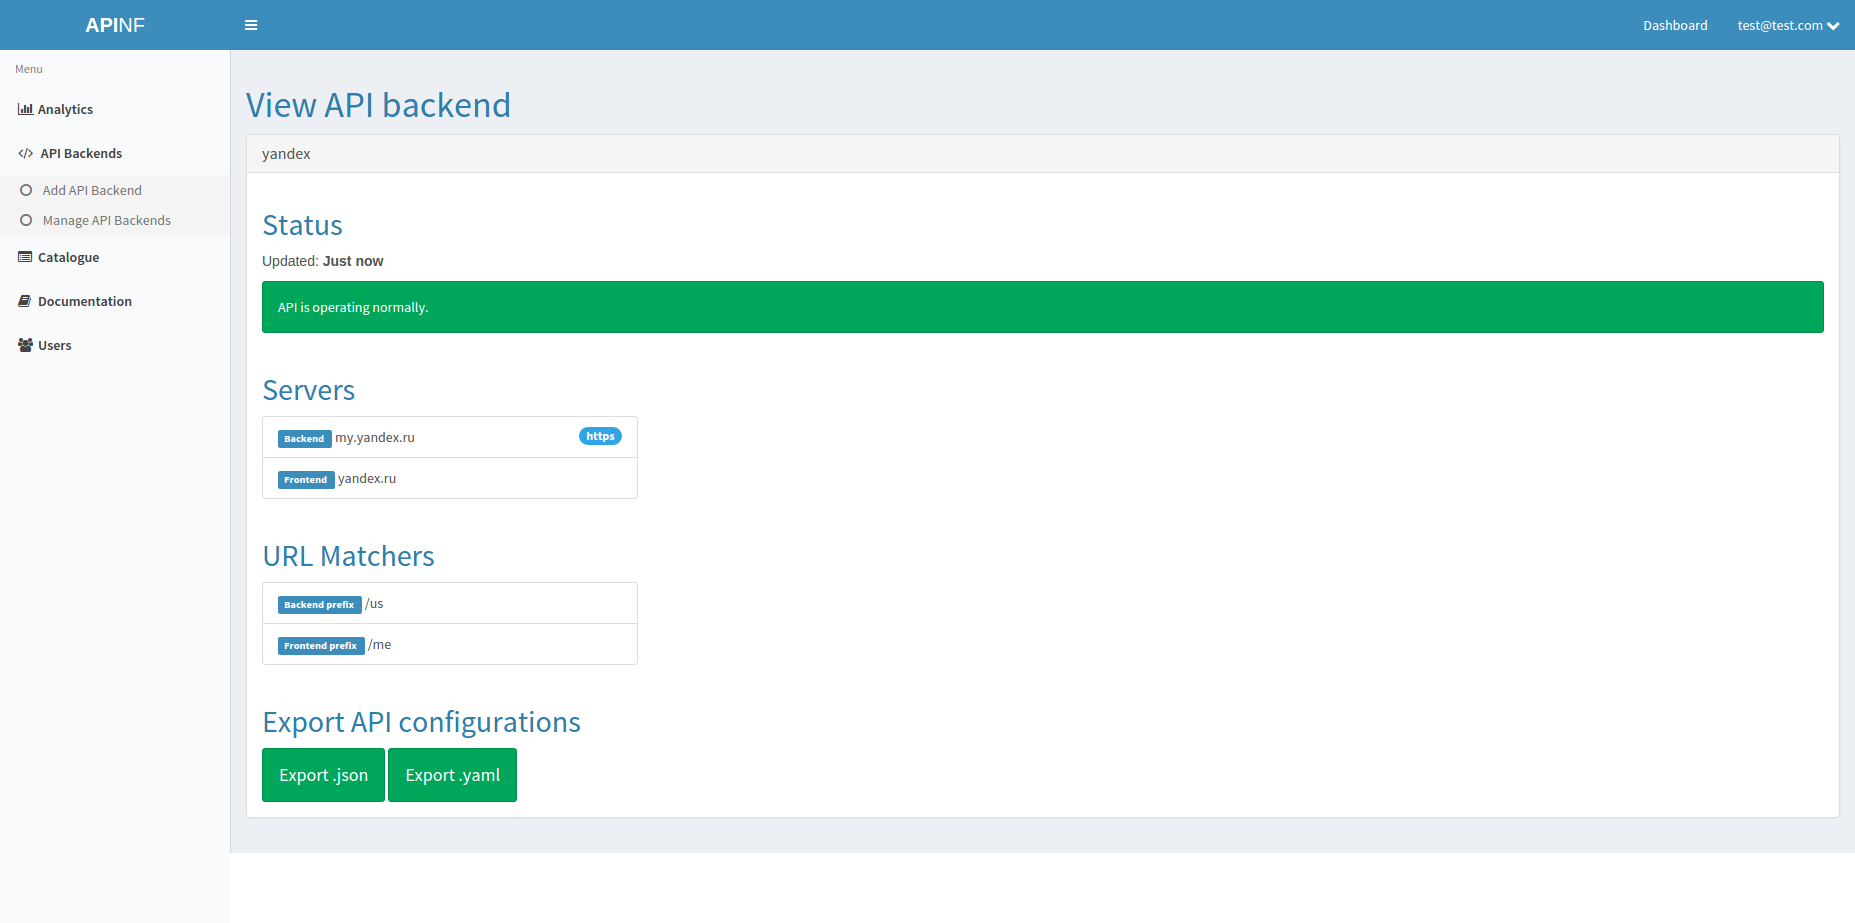 APINF
Dashboard
test@test.com
Menu
Analytics
API Backends
Add API Backend
Manage API Backends
Catalogue
Documentation
Users
View API backend
yandex
Status
Updated: Just now
API is operating normally.
Servers
Backend my.yandex.ru https
Frontend yandex.ru
URL Matchers
Backend prefix /us
Frontend prefix /me
Export API configurations
Export .json Export .yaml